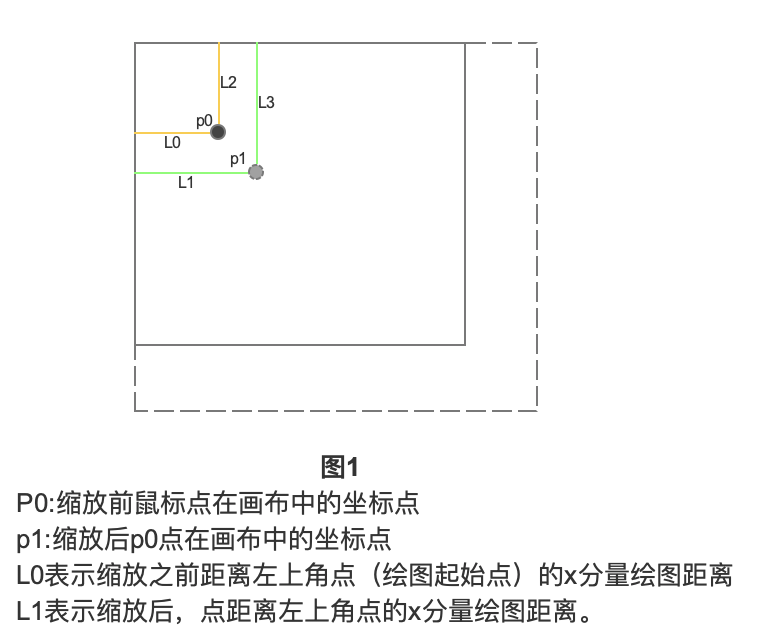 L2
L3
p0
L0
p1
L1
图1
P0:缩放前鼠标点在画布中的坐标点
p1:缩放后p0点在画布中的坐标点
L0表示缩放之前距离左上角点（绘图起始点）的x分量绘图距离
L1表示缩放后，点距离左上角点的x分量绘图距离。